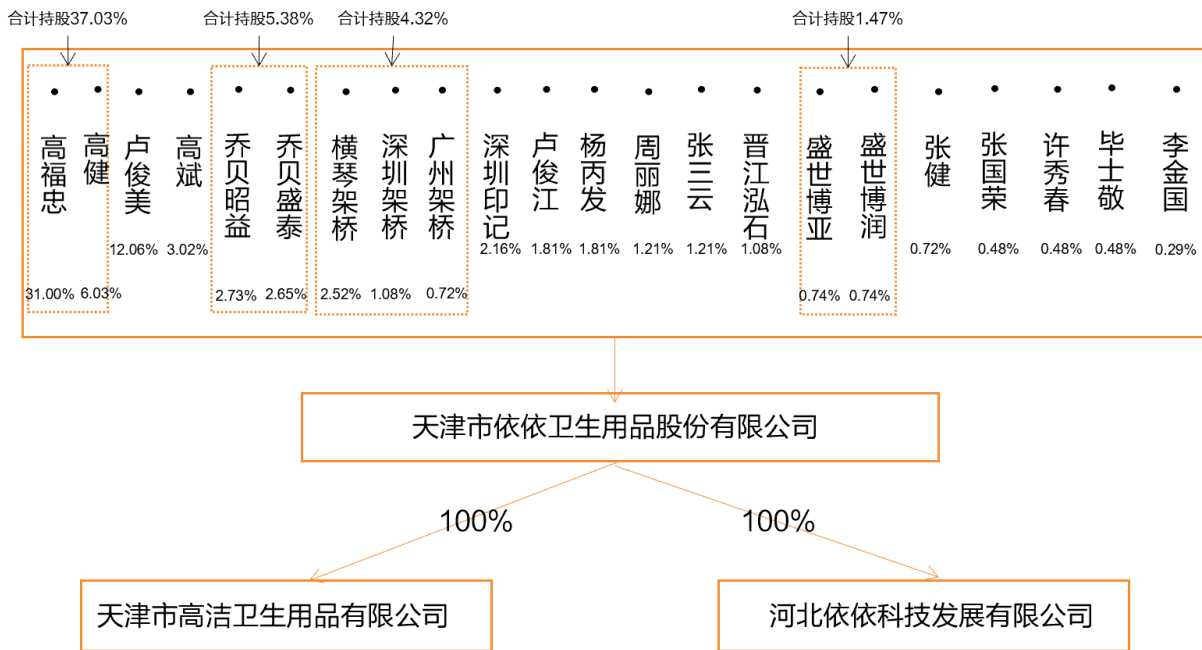 合计持股37.03%
合计持股5.38%
合计持股4.32%
合计持股1.47%
高福忠
高健
卢俊美
高斌
乔贝昭益
乔贝盛泰
横琴架桥
深圳架桥
广州架桥
深圳印记
卢俊江
杨丙发
周丽娜
张三云
晋江泓石
盛世博亚
盛世博润
张健
张国荣
许秀春
毕士敬
李金国
12.06%
3.02%
2.16%
1.81%
1.81%
1.21%
1.21%
1.08%
0.72%
0.48%
0.48%
0.48%
0.29%
31.00%
6.03%
2.73%
2.65%
2.52%
1.08%
0.72%
0.74%
0.74%
天津市依依卫生用品股份有限公司
100%
100%
天津市高洁卫生用品有限公司
河北依依科技发展有限公司